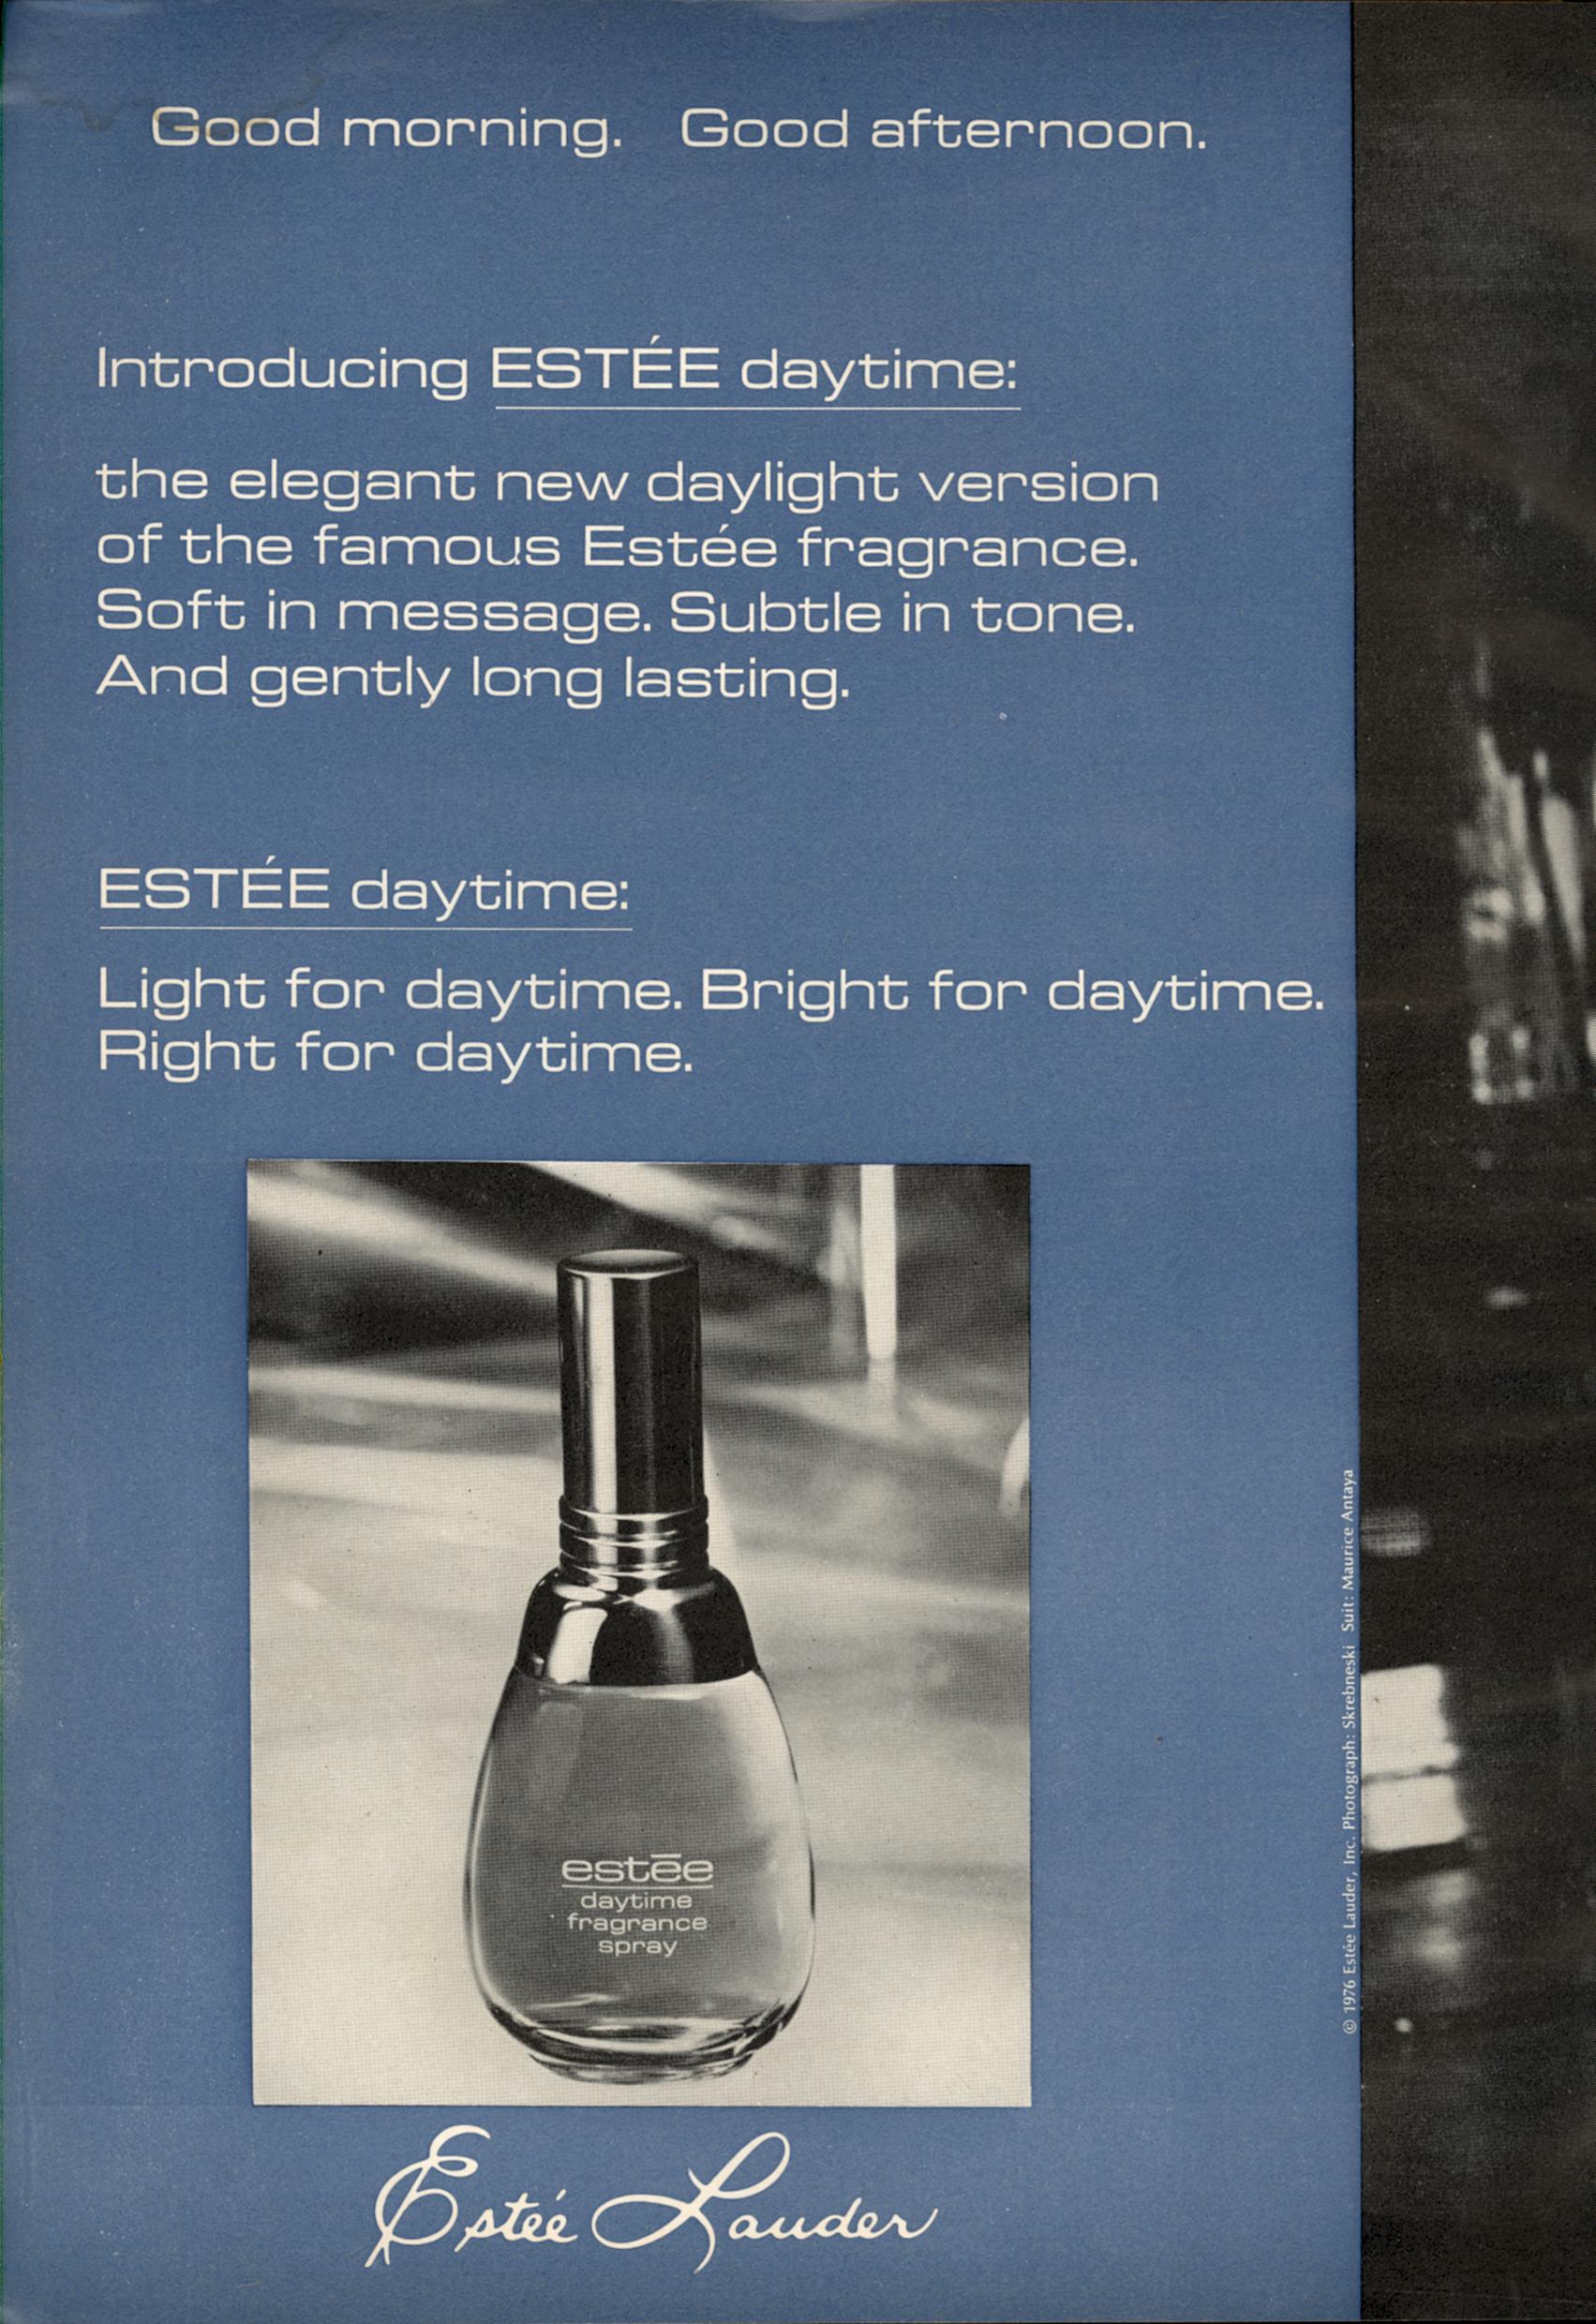 Good morning. Good afternoon.
Introducing ESTÉE daytime:
the elegant new daylight version
of the famous Estée fragrance.
Soft in message. Subtle in tone.
And gently long lasting.
ESTÉE daytime:
Light for daytime. Bright for daytime.
Right for daytime.
estēe
daytime
fragrance
spray
Estée Lauder
© 1976 Estée Lauder, Inc. Photograph: Skrebneski Suit: Maurice Antaya